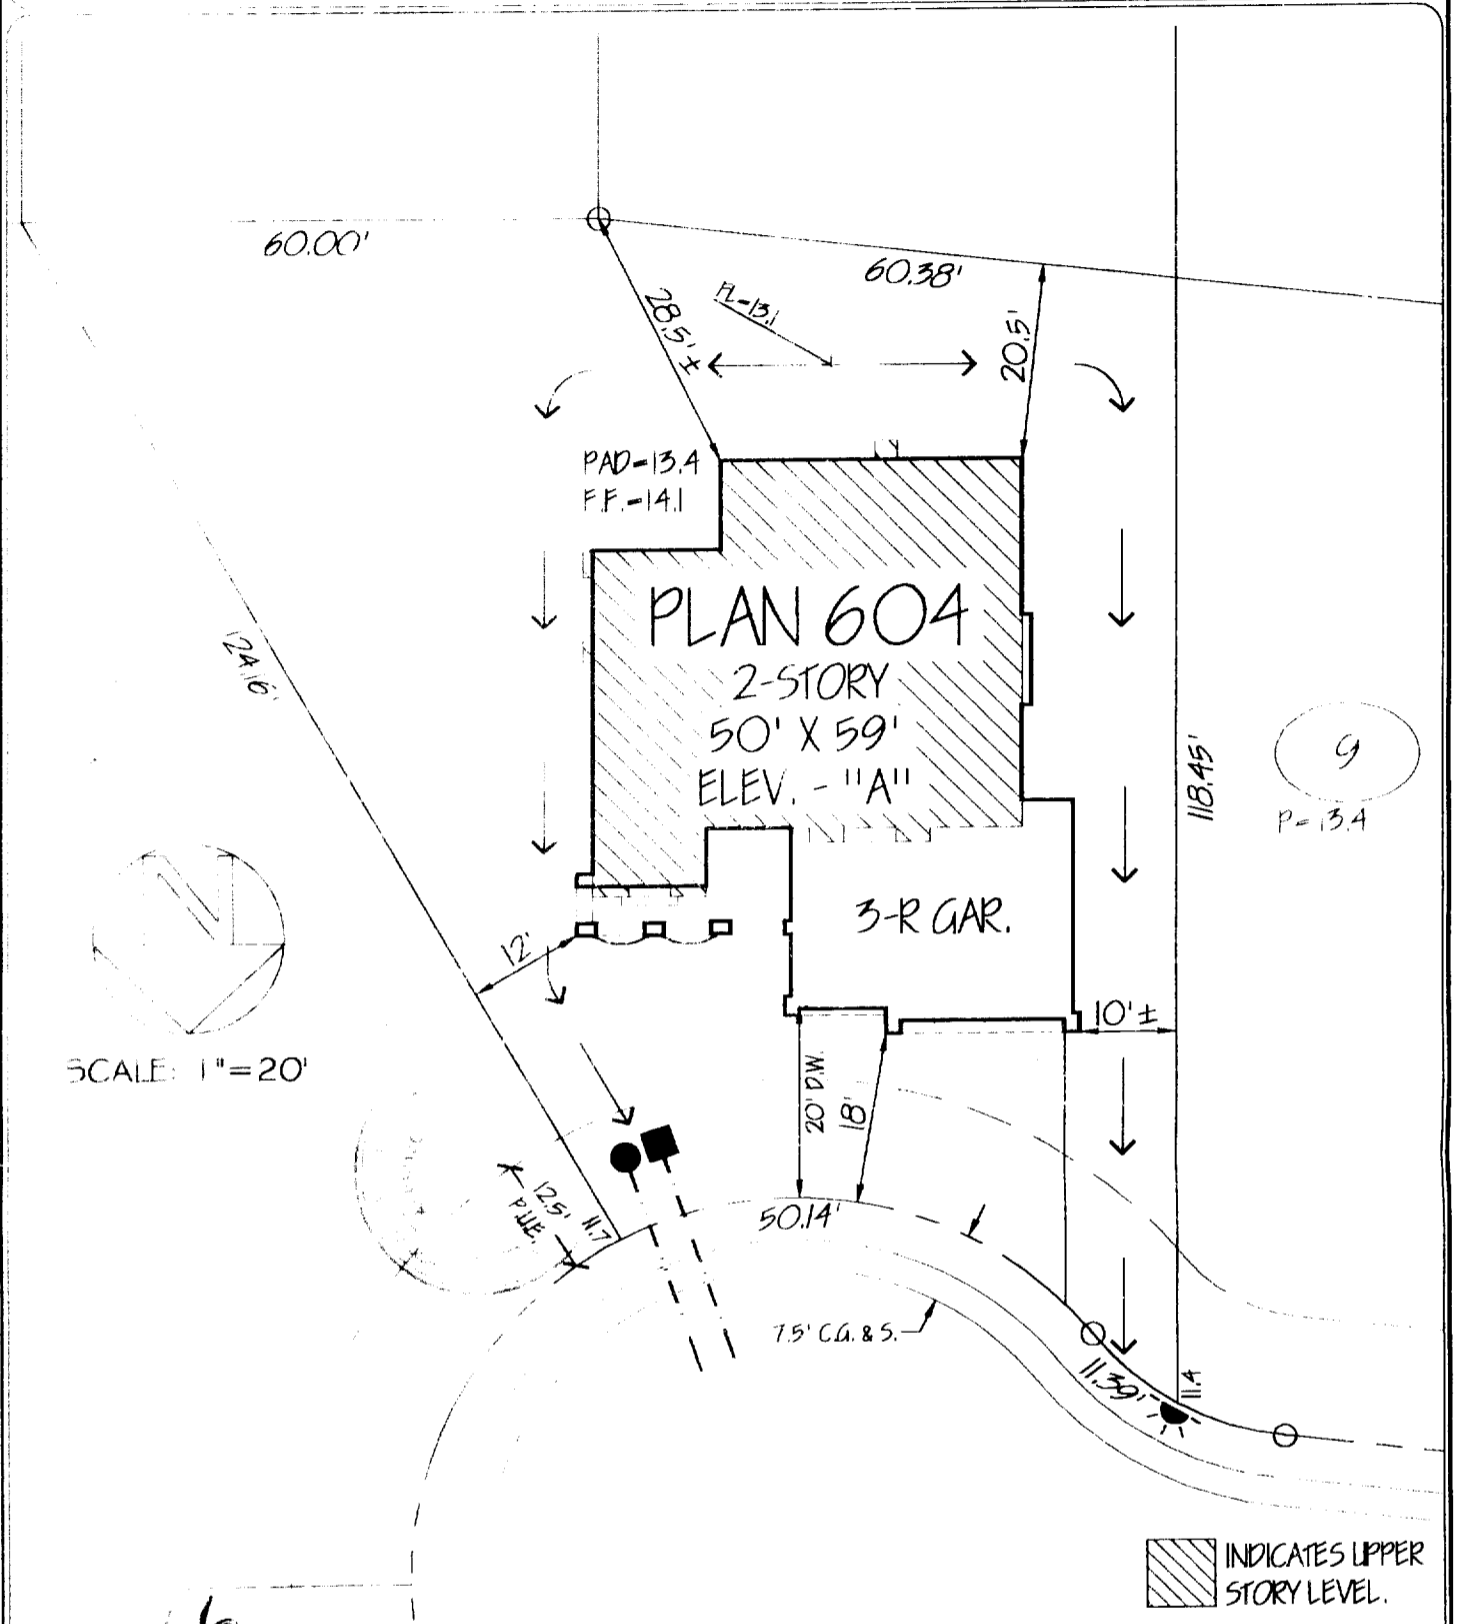 60.00'
60.38'
28.5'±
FL-13.1
20.5'
PAD-13.4
F.F.-14.1
PLAN 604
2-STORY
50' X 59'
ELEV. - "A"
124.16'
118.45'
9
P-13.4
3-R GAR.
12'
10'±
SCALE: 1"=20'
20' D.W.
18'
12.5'
P.U.E.
11.7
50.14'
7.5' C.G. & S.
11.39'
11.4
INDICATES UPPER
STORY LEVEL.